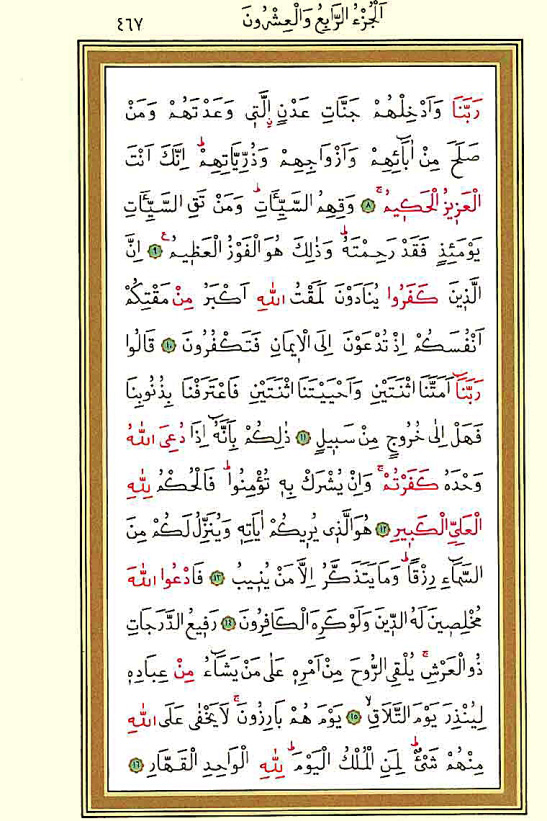 اَلْجُزْءُ الرَّابِعُ وَالْعِشْرُونَ ٤٦٧
رَبَّنَا وَاَدْخِلْهُمْ جَنَّاتِ عَدْنٍ الَّتٖى وَعَدْتَهُمْ وَمَنْ
صَلَحَ مِنْ اٰبَٓائِهِمْ وَاَزْوَاجِهِمْ وَذُرِّيَّاتِهِمْؕ اِنَّكَ اَنْتَ
الْعَزٖيزُ الْحَكٖيمُۚ ﴿٨﴾ وَقِهِمُ السَّيِّـَٔاتِؕ وَمَنْ تَقِ السَّيِّـَٔاتِ
يَوْمَئِذٍ فَقَدْ رَحِمْتَهُؕ وَذٰلِكَ هُوَ الْفَوْزُ الْعَظٖيمُࣖ ﴿٩﴾ اِنَّ
الَّذٖينَ كَفَرُوا يُنَادَوْنَ لَمَقْتُ اللّٰهِ اَكْبَرُ مِنْ مَقْتِكُمْ
اَنْفُسَكُمْ اِذْ تُدْعَوْنَ اِلَى الْاٖيمَانِ فَتَكْفُرُونَ ﴿١٠﴾ قَالُوا
رَبَّنَٓا اَمَتَّنَا اثْنَتَيْنِ وَاَحْيَيْتَنَا اثْنَتَيْنِ فَاعْتَرَفْنَا بِذُنُوبِنَا
فَهَلْ اِلٰى خُرُوجٍ مِنْ سَبٖيلٍ ﴿١١﴾ ذٰلِكُمْ بِاَنَّهُٓ اِذَا دُعِىَ اللّٰهُ
وَحْدَهُ كَفَرْتُمْۚ وَاِنْ يُشْرَكْ بِهٖ تُؤْمِنُواؕ فَالْحُكْمُ لِلّٰهِ
الْعَلِىِّ الْكَبٖيرِ ﴿١٢﴾ هُوَ الَّذٖى يُرٖيكُمْ اٰيَاتِهٖ وَيُنَزِّلُ لَكُمْ مِنَ
السَّمَٓاءِ رِزْقًاؕ وَمَا يَتَذَكَّرُ اِلَّا مَنْ يُنٖيبُ ﴿١٣﴾ فَادْعُوا اللّٰهَ
مُخْلِصٖينَ لَهُ الدّٖينَ وَلَوْ كَرِهَ الْكَافِرُونَ ﴿١٤﴾ رَفٖيعُ الدَّرَجَاتِ
ذُو الْعَرْشِۚ يُلْقِى الرُّوحَ مِنْ اَمْرِهٖ عَلٰى مَنْ يَشَٓاءُ مِنْ عِبَادِهٖ
لِيُنْذِرَ يَوْمَ التَّلَاقِۙ ﴿١٥﴾ يَوْمَ هُمْ بَارِزُونَۚ لَا يَخْفٰى عَلَى اللّٰهِ
مِنْهُمْ شَیْءٌؕ لِمَنِ الْمُلْكُ الْيَوْمَؕ لِلّٰهِ الْوَاحِدِ الْقَهَّارِ ﴿١٦﴾